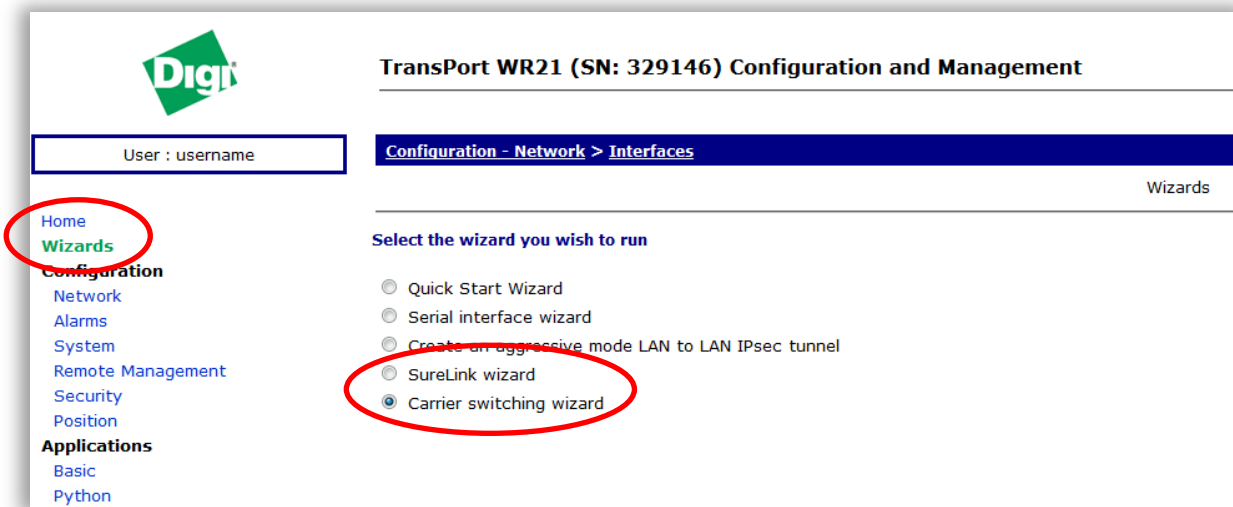 Digi
TransPort WR21 (SN: 329146) Configuration and Management
User : username
Configuration - Network > Interfaces
Wizards
Home
Wizards
Configuration
Network
Alarms
System
Remote Management
Security
Position
Applications
Basic
Python
Select the wizard you wish to run
Quick Start Wizard
Serial interface wizard
Create an aggressive mode LAN to LAN IPsec tunnel
SureLink wizard
Carrier switching wizard